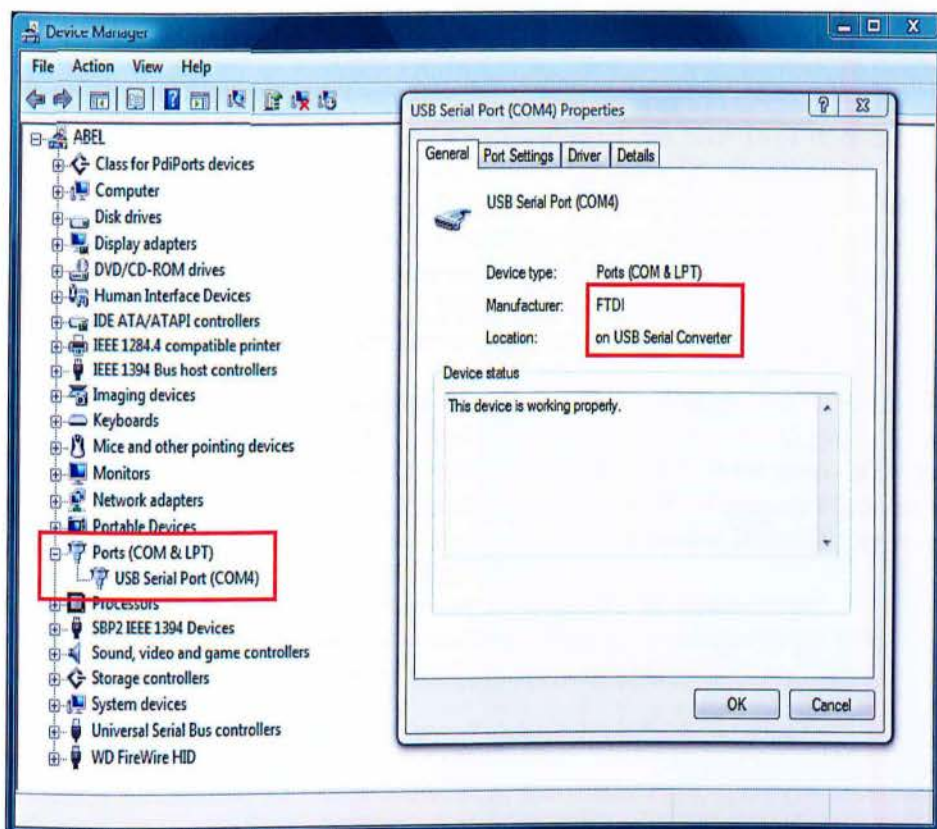 Device Manager
File Action View Help
ABEL
Class for PdiPorts devices
Computer
Disk drives
Display adapters
DVD/CD-ROM drives
Human Interface Devices
IDE ATA/ATAPI controllers
IEEE 1284.4 compatible printer
IEEE 1394 Bus host controllers
Imaging devices
Keyboards
Mice and other pointing devices
Monitors
Network adapters
Portable Devices
Ports (COM & LPT)
USB Serial Port (COM4)
Processors
SBP2 IEEE 1394 Devices
Sound, video and game controllers
Storage controllers
System devices
Universal Serial Bus controllers
WD FireWire HID
USB Serial Port (COM4) Properties
General Port Settings Driver Details
USB Serial Port (COM4)
Device type: Ports (COM & LPT)
Manufacturer: FTDI
Location: on USB Serial Converter
Device status
This device is working properly.
OK Cancel